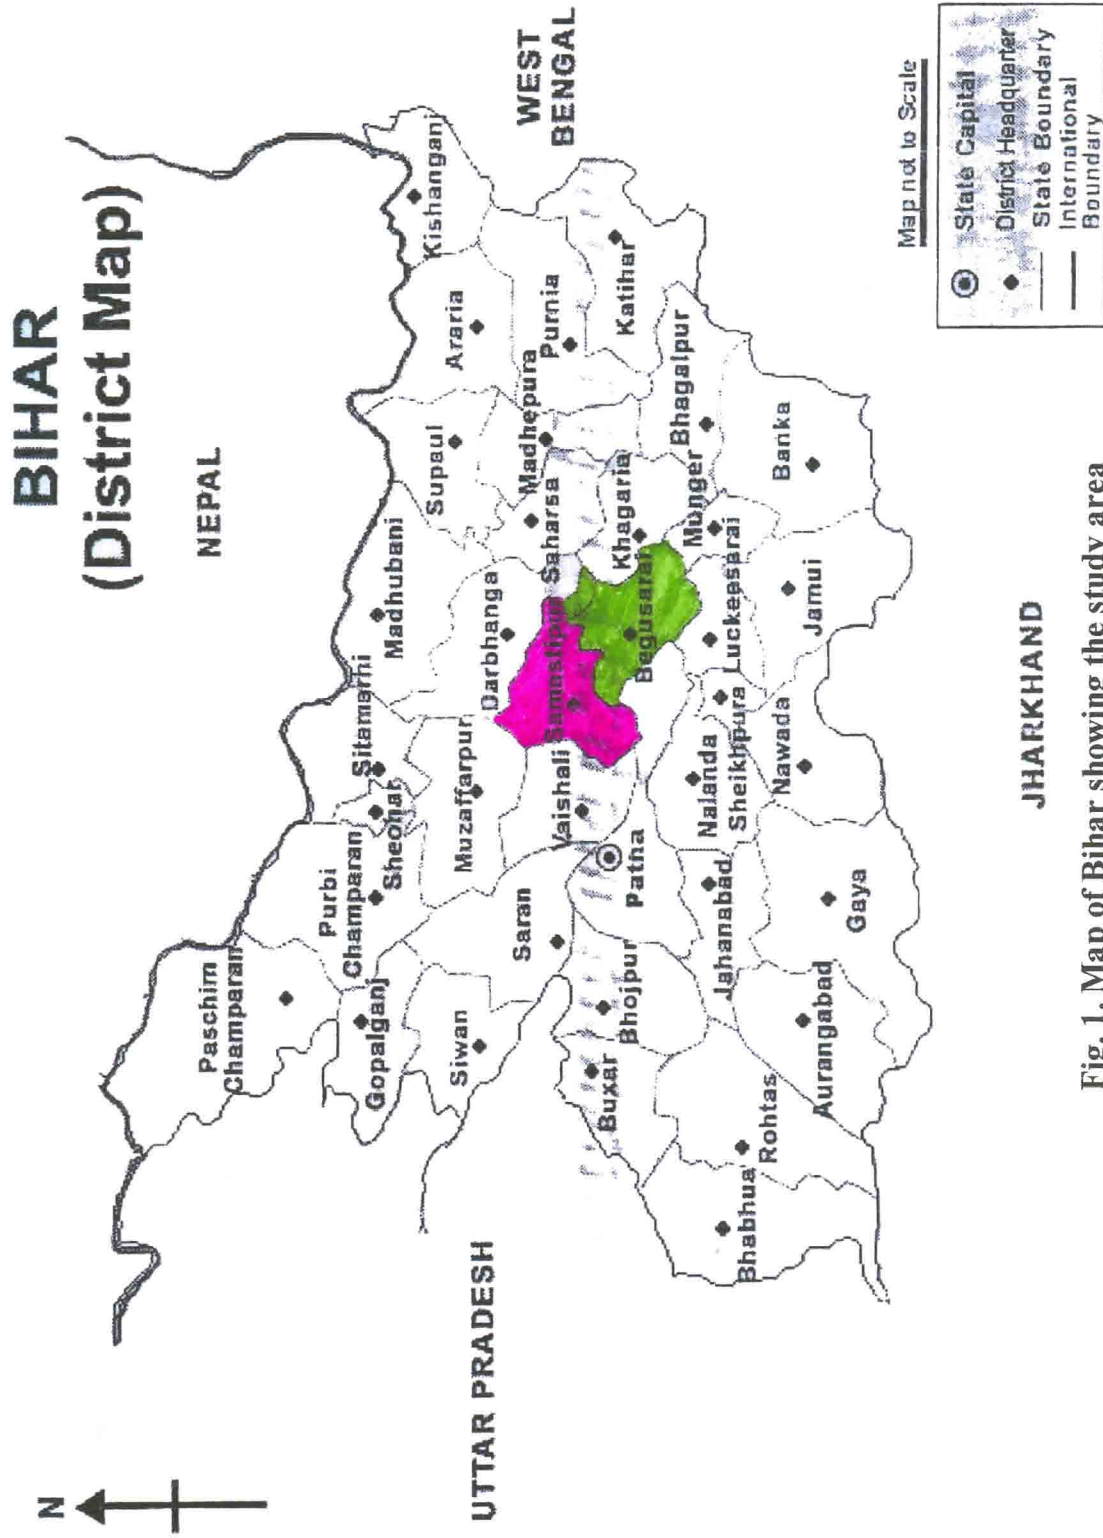 BIHAR
(District Map)
N
NEPAL
UTTAR PRADESH
WEST
BENGAL
JHARKHAND
Paschim
Champaran
Purbi
Champaran
Sheohar
Sitamarhi
Madhubani
Supaul
Araria
Kishanganj
Gopalganj
Siwan
Saran
Muzaffarpur
Darbhanga
Madhepura
Purnia
Vaishali
Samastipur
Saharsa
Katihar
Buxar
Bhojpur
Patna
Begusarai
Khagaria
Munger
Bhagalpur
Bhabhua
Rohtas
Jahanabad
Nalanda
Sheikhpura
Luckeesarai
Banka
Aurangabad
Gaya
Nawada
Jamui
Map not to Scale
State Capital
District Headquarter
State Boundary
International
Boundary
Fig. 1. Map of Bihar showing the study area